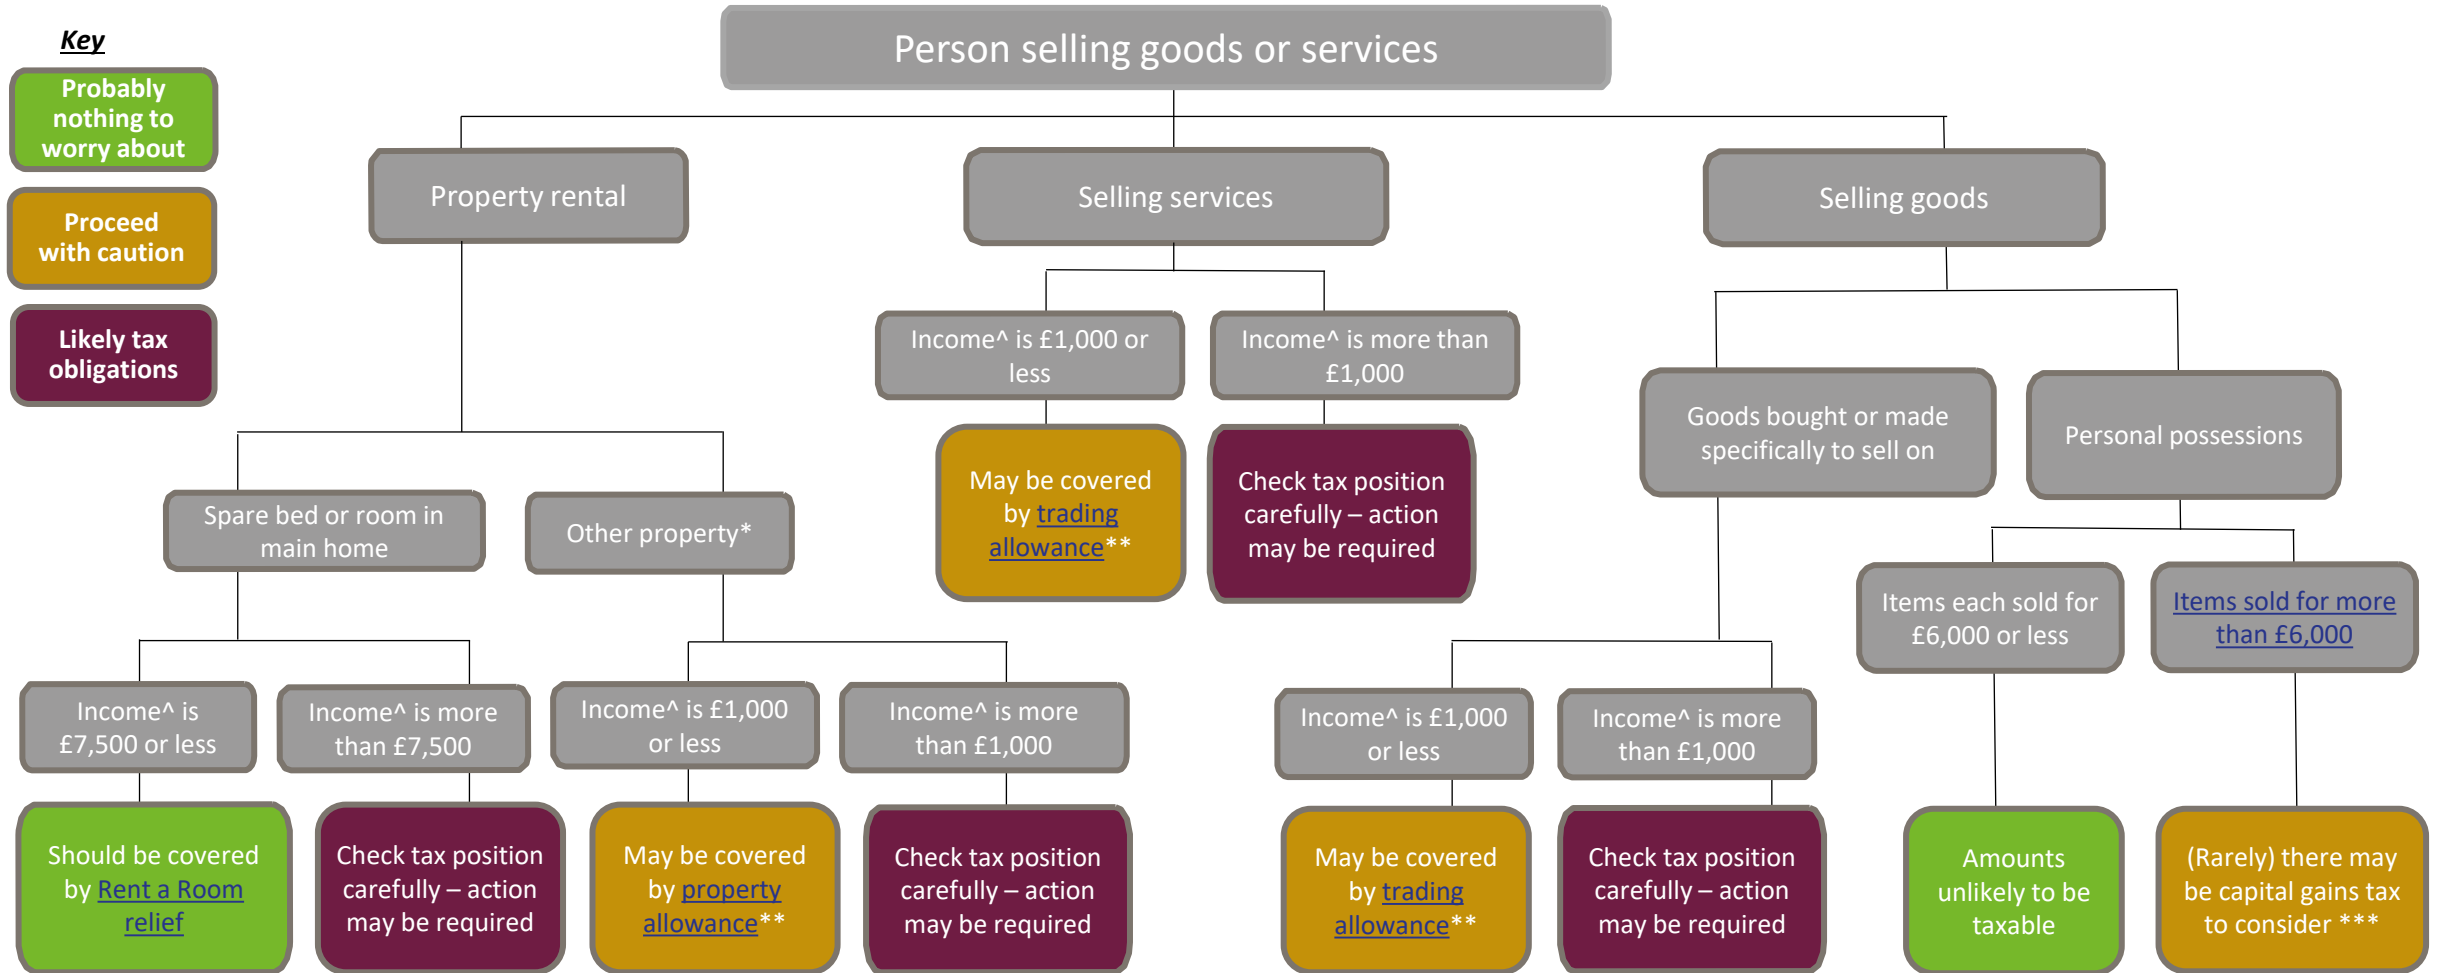 Key
Probably
nothing to
worry about
Proceed
with caution
Likely tax
obligations
Person selling goods or services
Property rental
Selling services
Selling goods
Income^ is £1,000 or
less
Income^ is more than
£1,000
Goods bought or made
specifically to sell on
Personal possessions
May be covered
by trading
allowance**
Check tax position
carefully – action
may be required
Spare bed or room in
main home
Other property*
Items each sold for
£6,000 or less
Items sold for more
than £6,000
Income^ is
£7,500 or less
Income^ is more
than £7,500
Income^ is £1,000
or less
Income^ is more
than £1,000
Income^ is £1,000
or less
Income^ is more
than £1,000
Should be covered
by Rent a Room
relief
Check tax position
carefully – action
may be required
May be covered
by property
allowance**
Check tax position
carefully – action
may be required
May be covered
by trading
allowance**
Check tax position
carefully – action
may be required
Amounts
unlikely to be
taxable
(Rarely) there may
be capital gains tax
to consider ***